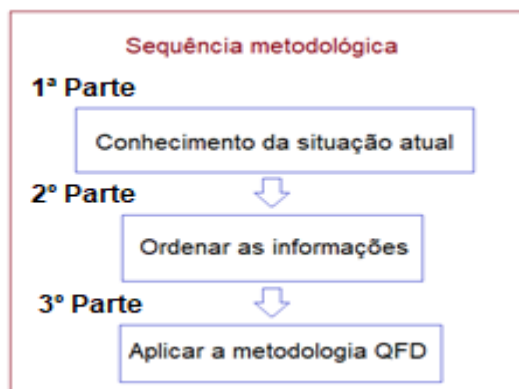 Sequência metodológica
1ª Parte
Conhecimento da situação atual
2º Parte
Ordenar as informações
3º Parte
Aplicar a metodologia QFD